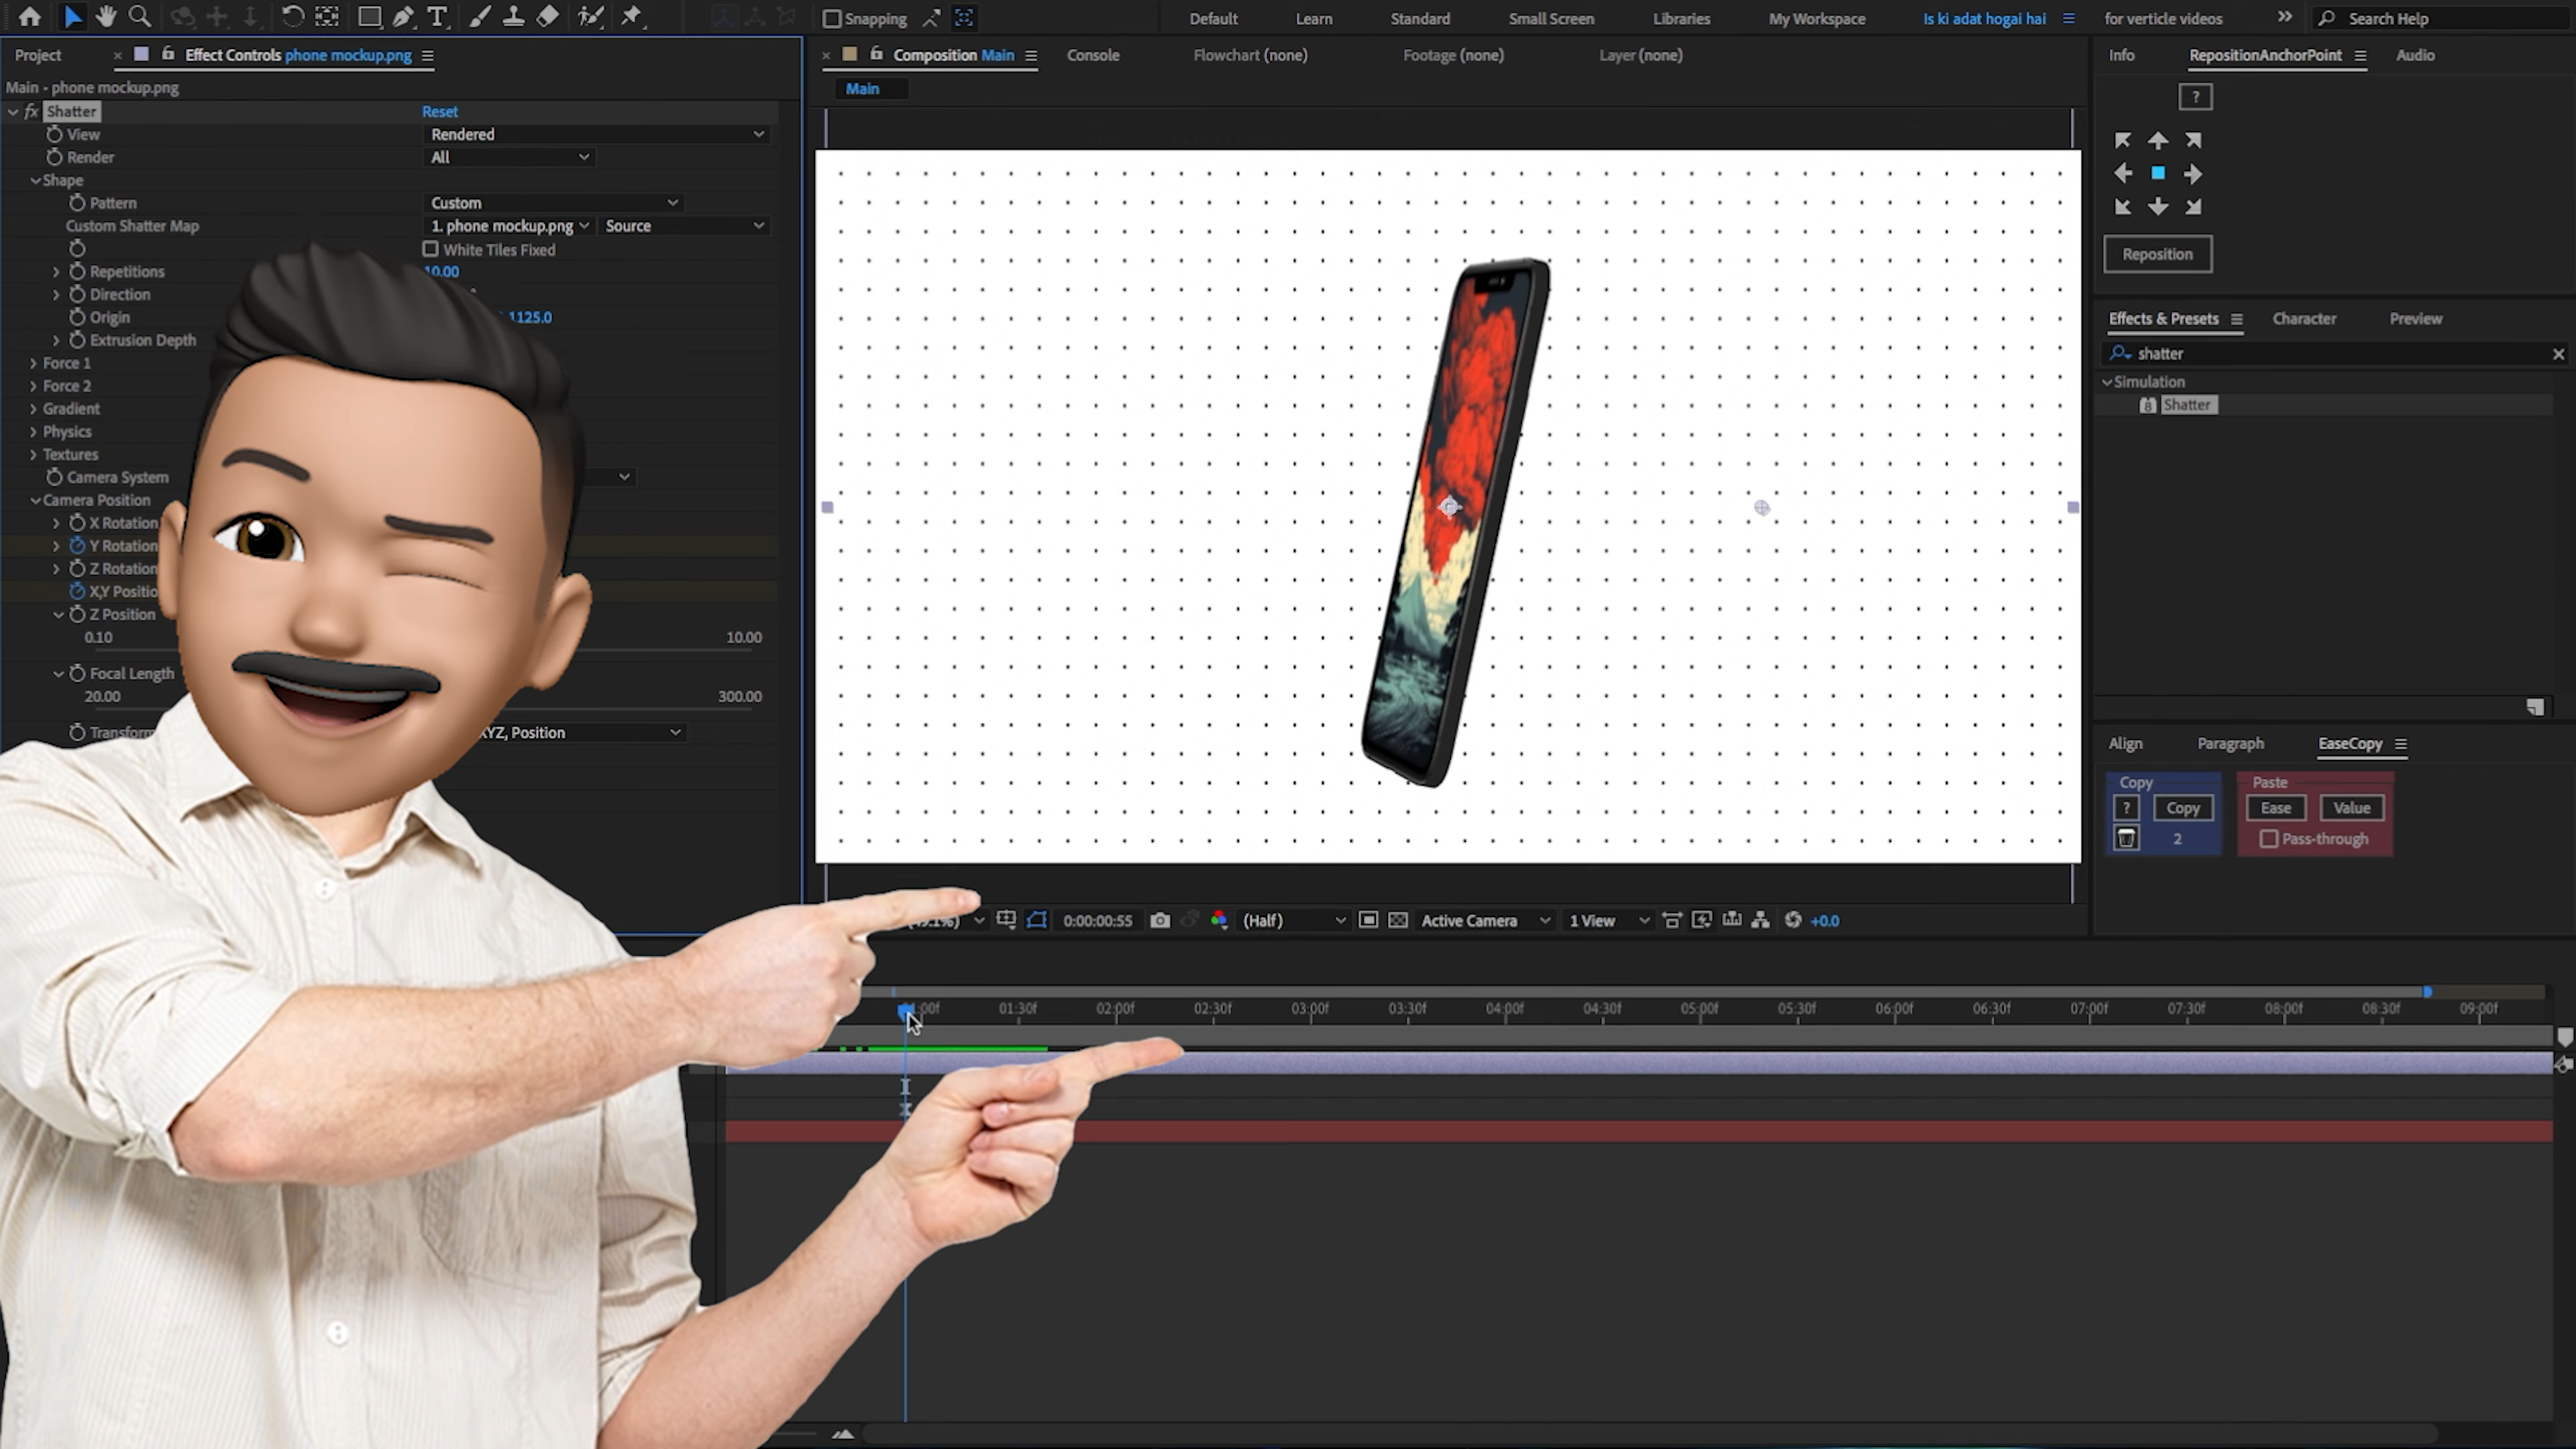 Snapping
Default
Learn
Standard
Small Screen
Libraries
My Workspace
Is ki adat hogai hai
for verticle videos
Search Help
Project
Effect Controls phone mockup.png
Composition Main
Console
Flowchart (none)
Footage (none)
Layer (none)
Info
RepositionAnchorPoint
Audio
Main - phone mockup.png
Main
?
fx Shatter
Reset
View
Rendered
Render
All
Shape
Pattern
Custom
Custom Shatter Map
1. phone mockup.png
Source
White Tiles Fixed
Repetitions
10.00
Direction
Origin
1125.0
Extrusion Depth
Force 1
Force 2
Gradient
Physics
Textures
Camera System
Camera Position
X Rotation
Y Rotation
Z Rotation
X,Y Positio
Z Position
0.10
10.00
Focal Length
20.00
300.00
Transform
XYZ, Position
Reposition
Effects & Presets
Character
Preview
shatter
Simulation
8 Shatter
Align
Paragraph
EaseCopy
Copy
Paste
?
Copy
Ease
Value
2
Pass-through
0:00:00:55
(Half)
Active Camera
1 View
+0.0
:00f
01:30f
02:00f
02:30f
03:00f
03:30f
04:00f
04:30f
05:00f
05:30f
06:00f
06:30f
07:00f
07:30f
08:00f
08:30f
09:00f